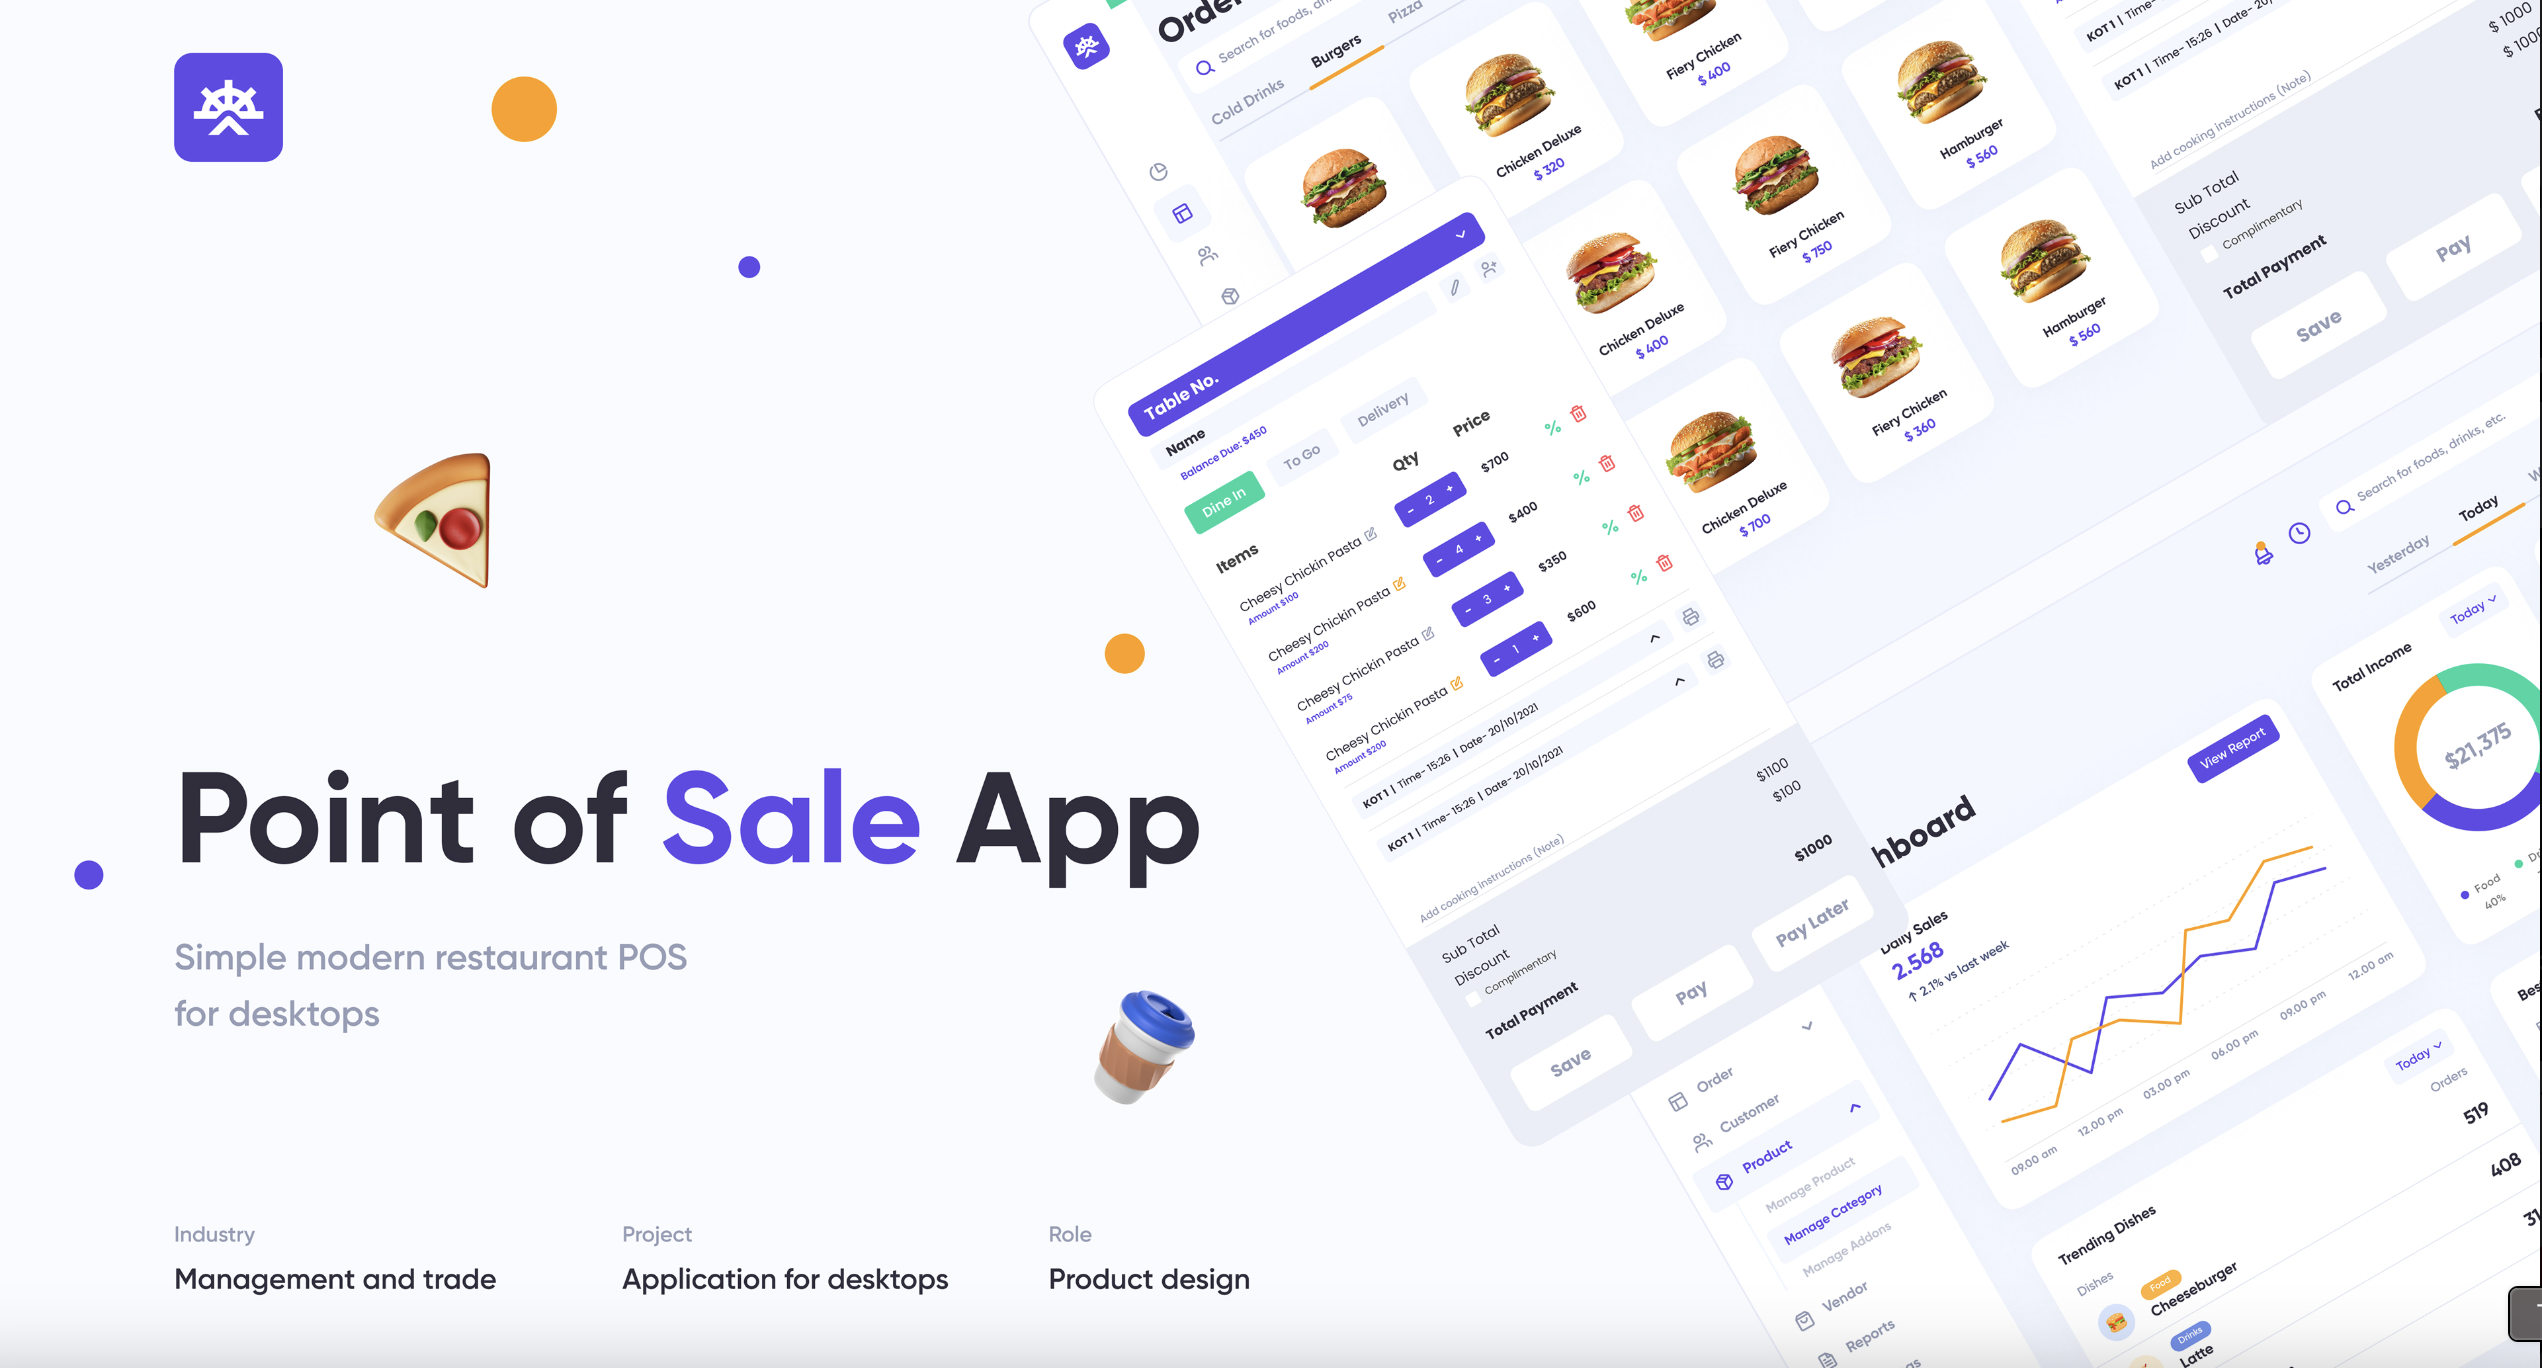 Point of Sale App
Simple modern restaurant POS
for desktops
Industry
Management and trade
Project
Application for desktops
Role
Product design
Search for foods,
Cold Drinks
Burgers
Pizza
Chicken Deluxe
$ 320
Fiery Chicken
$ 400
Chicken Deluxe
$ 400
Fiery Chicken
$ 750
Hamburger
$ 560
Chicken Deluxe
$ 700
Fiery Chicken
$ 360
Hamburger
$ 560
KOT 1 | Time-
KOT 1 | Time- 15:26 | Date-
$ 1000
Add cooking instructions (Note)
Sub Total
Discount
Complimentary
Total Payment
Save
Pay
Table No.
Name
Balance Due: $450
Dine In
To Go
Delivery
Items
Qty
Price
Cheesy Chickin Pasta
Amount $100
2
$700
Cheesy Chickin Pasta
Amount $200
4
$400
Cheesy Chickin Pasta
Amount $75
3
$350
Cheesy Chickin Pasta
Amount $200
1
$600
KOT 1 | Time- 15:26 | Date- 20/10/2021
KOT 1 | Time- 15:26 | Date- 20/10/2021
Add cooking instructions (Note)
Sub Total
$1100
Discount
$100
Complimentary
Total Payment
$1000
Save
Pay
Pay Later
Search for foods, drinks, etc.
Yesterday
Today
hboard
View Report
Daily Sales
2.568
2.1% vs last week
09.00 am
12.00 pm
03.00 pm
06.00 pm
09.00 pm
12.00 am
Total Income
Today
$21,375
Food
40%
Order
Customer
Product
Manage Product
Manage Category
Manage Addons
Vendor
Reports
Trending Dishes
Today
Dishes
Orders
Food
Cheeseburger
519
Drinks
Latte
408